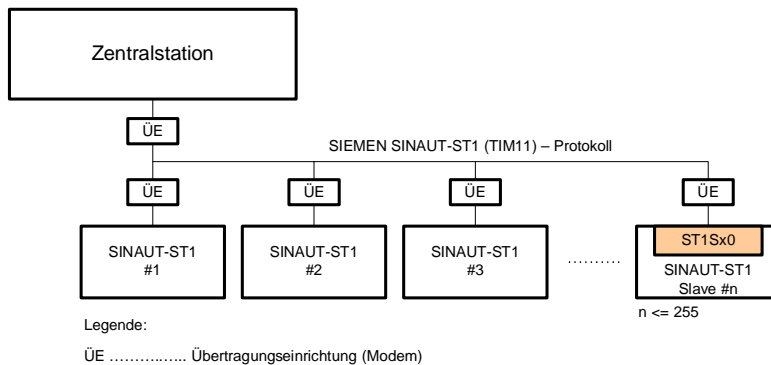 Zentralstation
ÜE
SIEMEN SINAUT-ST1 (TIM11) – Protokoll
ÜE
ÜE
ÜE
ÜE
SINAUT-ST1
#1
SINAUT-ST1
#2
SINAUT-ST1
#3
..........
ST1Sx0
SINAUT-ST1
Slave #n
n <= 255
Legende:
ÜE ................ Übertragungseinrichtung (Modem)